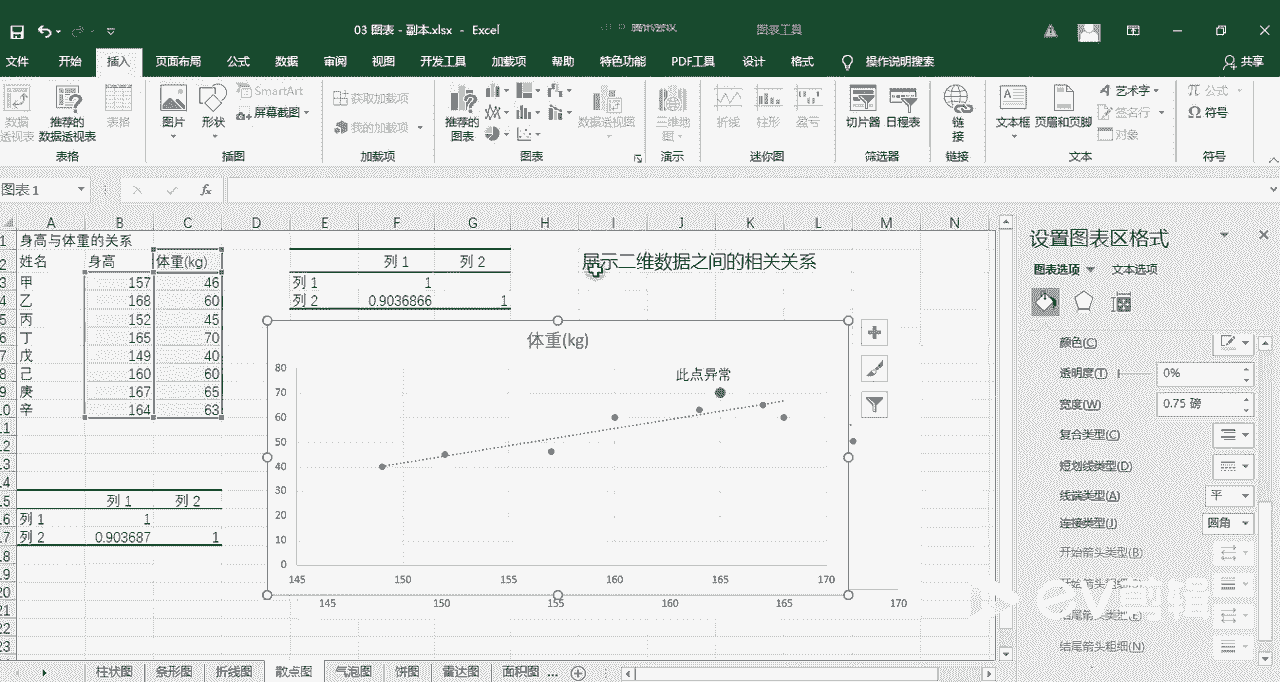 03 图表 - 副本.xlsx - Excel
图表工具
文件 开始 插入 页面布局 公式 数据 审阅 视图 开发工具 加载项 帮助 特色功能 PDF工具 设计 格式 操作说明搜索 共享
数据
透视表
推荐的
数据透视表
表格
表格
图片
形状
SmartArt
屏幕截图
插图
获取加载项
我的加载项
加载项
推荐的
图表
数据透视图
图表
三维地
图
演示
折线
柱形
盈亏
迷你图
切片器
日程表
筛选器
链
接
链接
文本框
页眉和页脚
艺术字
签名行
对象
文本
公式
符号
符号
图表 1
fx
A B C D E F G H I J K L M N
1 身高与体重的关系
2 姓名 身高 体重(kg)
3 甲 157 46
4 乙 168 60
5 丙 152 45
6 丁 165 70
7 戊 149 40
8 己 160 60
9 庚 167 65
10 辛 164 63
列 1 列 2
列 1 1
列 2 0.9036866 1
展示二维数据之间的相关关系
体重(kg)
此点异常
80
70
60
50
40
30
20
10
0
145 150 155 160 165 170
145 150 155 160 165 170
列 1 列 2
列 1 1
列 2 0.903687 1
设置图表区格式
图表选项 文本选项
颜色(C)
透明度(T) 0%
宽度(W) 0.75 磅
复合类型(C)
短划线类型(D)
线端类型(A) 平
连接类型(J) 圆角
开始箭头类型(B)
结尾箭头粗细(N)
ev剪辑
柱状图 条形图 折线图 散点图 气泡图 饼图 雷达图 面积图 ...